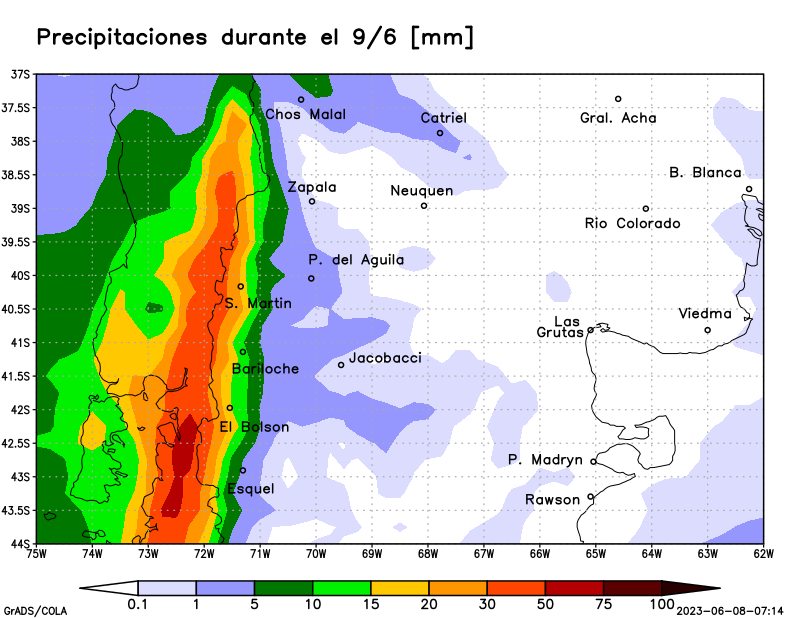 Precipitaciones durante el 9/6 [mm]
37S
37.5S
38S
38.5S
39S
39.5S
40S
40.5S
41S
41.5S
42S
42.5S
43S
43.5S
44S
Chos Malal
Catriel
Gral. Acha
B. Blanca
Zapala
Neuquen
Rio Colorado
P. del Aguila
S. Martin
Viedma
Las
Grutas
Jacobacci
Bariloche
El Bolson
P. Madryn
Esquel
Rawson
75W 74W 73W 72W 71W 70W 69W 68W 67W 66W 65W 64W 63W 62W
0.1 1 5 10 15 20 30 50 75 100
GrADS/COLA
2023-06-08-07:14